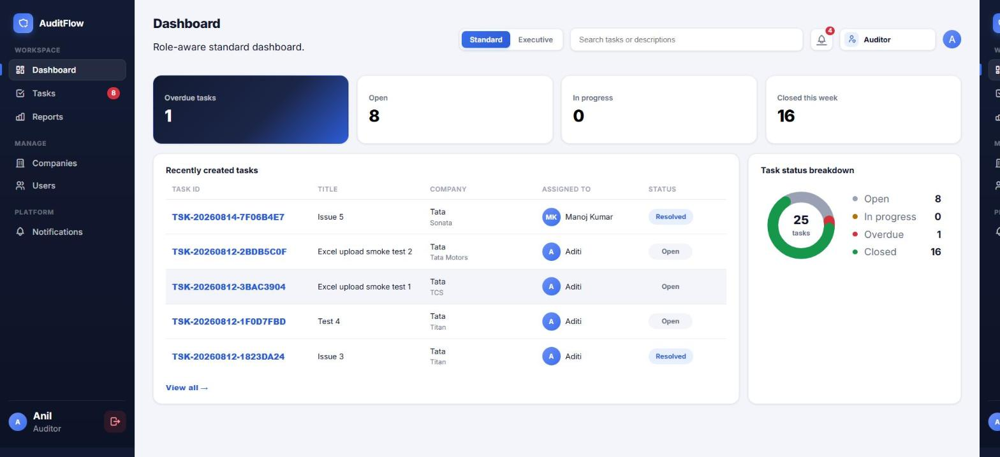 AuditFlow
WORKSPACE
Dashboard
Tasks 8
Reports
MANAGE
Companies
Users
PLATFORM
Notifications
A Anil
Auditor
Dashboard
Role-aware standard dashboard.
Standard Executive Search tasks or descriptions 4 Auditor A
Overdue tasks
1
Open
8
In progress
0
Closed this week
16
Recently created tasks
TASK ID TITLE COMPANY ASSIGNED TO STATUS
TSK-20260814-7F06B4E7 Issue 5 Tata MK Manoj Kumar Resolved
Sonata
TSK-20260812-2BDB5C0F Excel upload smoke test 2 Tata A Aditi Open
Tata Motors
TSK-20260812-3BAC3904 Excel upload smoke test 1 Tata A Aditi Open
TCS
TSK-20260812-1F0D7FBD Test 4 Tata A Aditi Open
Titan
TSK-20260812-1823DA24 Issue 3 Tata A Aditi Resolved
Titan
View all →
Task status breakdown
25
tasks
Open 8
In progress 0
Overdue 1
Closed 16